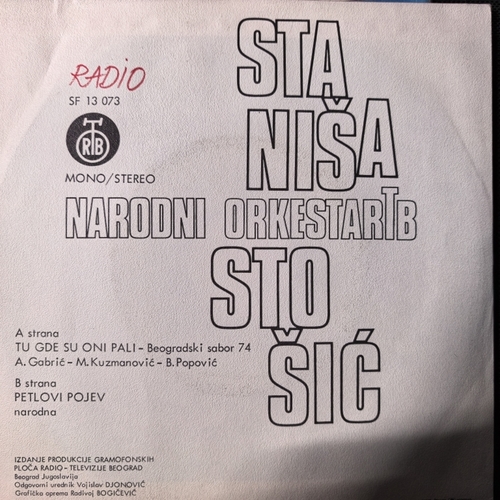 STA
NIŠA
RADIO
SF 13 073
RTB
MONO/STEREO
NARODNI ORKESTAR RTB
STO
ŠIĆ
A strana
TU GDE SU ONI PALI – Beogradski sabor 74
A. Gabrić – M. Kuzmanović – B. Popović
B strana
PETLOVI POJEV
narodna
IZDANJE PRODUKCIJE GRAMOFONSKIH
PLOČA RADIO – TELEVIZIJE BEOGRAD
Beograd Jugoslavija
Odgovorni urednik Vojislav DJONOVIĆ
Grafička oprema Radivoj BOGIČEVIĆ